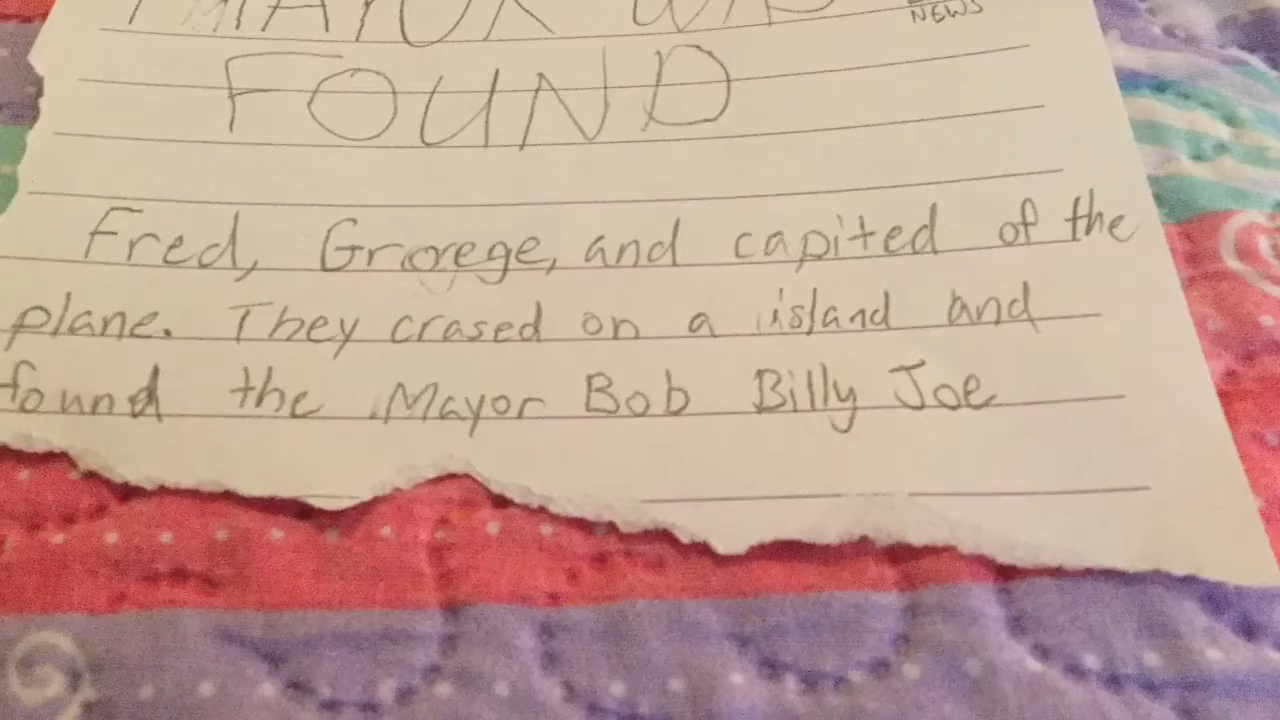 MAYOR
NEWS
FOUND
Fred, Grorege, and capited of the
plane. They crased on a island and
found the Mayor Bob Billy Joe